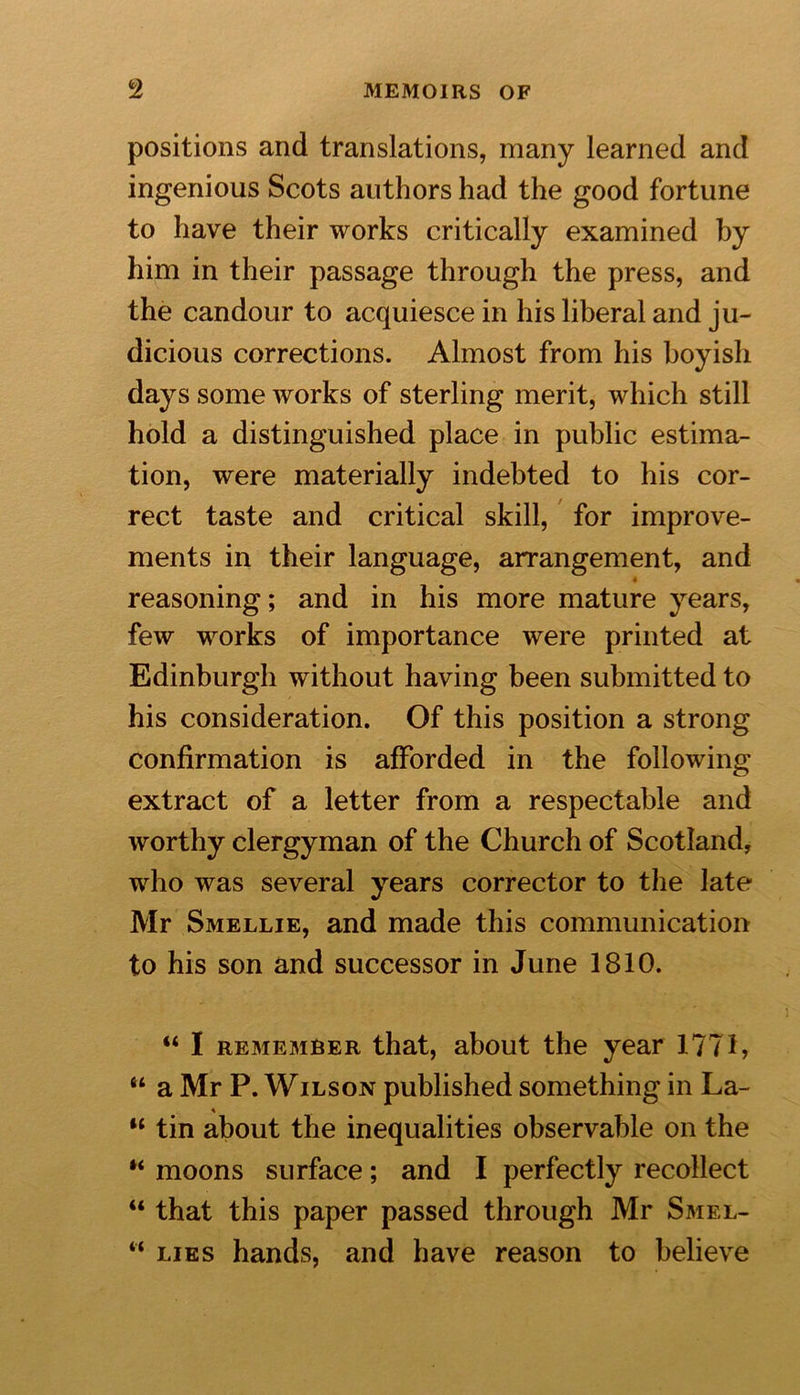 2 MEMOIRS OF
positions and translations, many learned and
ingenious Scots authors had the good fortune
to have their works critically examined by
him in their passage through the press, and
the candour to acquiesce in his liberal and ju-
dicious corrections. Almost from his boyish
days some works of sterling merit, which still
hold a distinguished place in public estima-
tion, were materially indebted to his cor-
rect taste and critical skill, for improve-
ments in their language, arrangement, and
reasoning; and in his more mature years,
few works of importance were printed at
Edinburgh without having been submitted to
his consideration. Of this position a strong
confirmation is afforded in the following
extract of a letter from a respectable and
worthy clergyman of the Church of Scotland,
who was several years corrector to the late
Mr SMELLIE, and made this communication
to his son and successor in June 1810.
“ I REMEMBER that, about the year 1771,
“ a Mr P. WILSON published something in La-
“ tin about the inequalities observable on the
“ moons surface; and I perfectly recollect
“ that this paper passed through Mr SMEL-
“ LIES hands, and have reason to believe